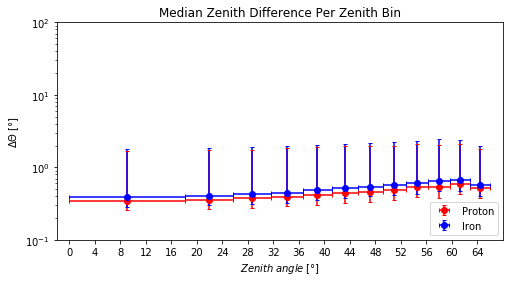 Median Zenith Difference Per Zenith Bin
10²
10¹
10⁰
10⁻¹
ΔΘ [°]
0 4 8 12 16 20 24 28 32 36 40 44 48 52 56 60 64
Zenith angle [°]
Proton
Iron